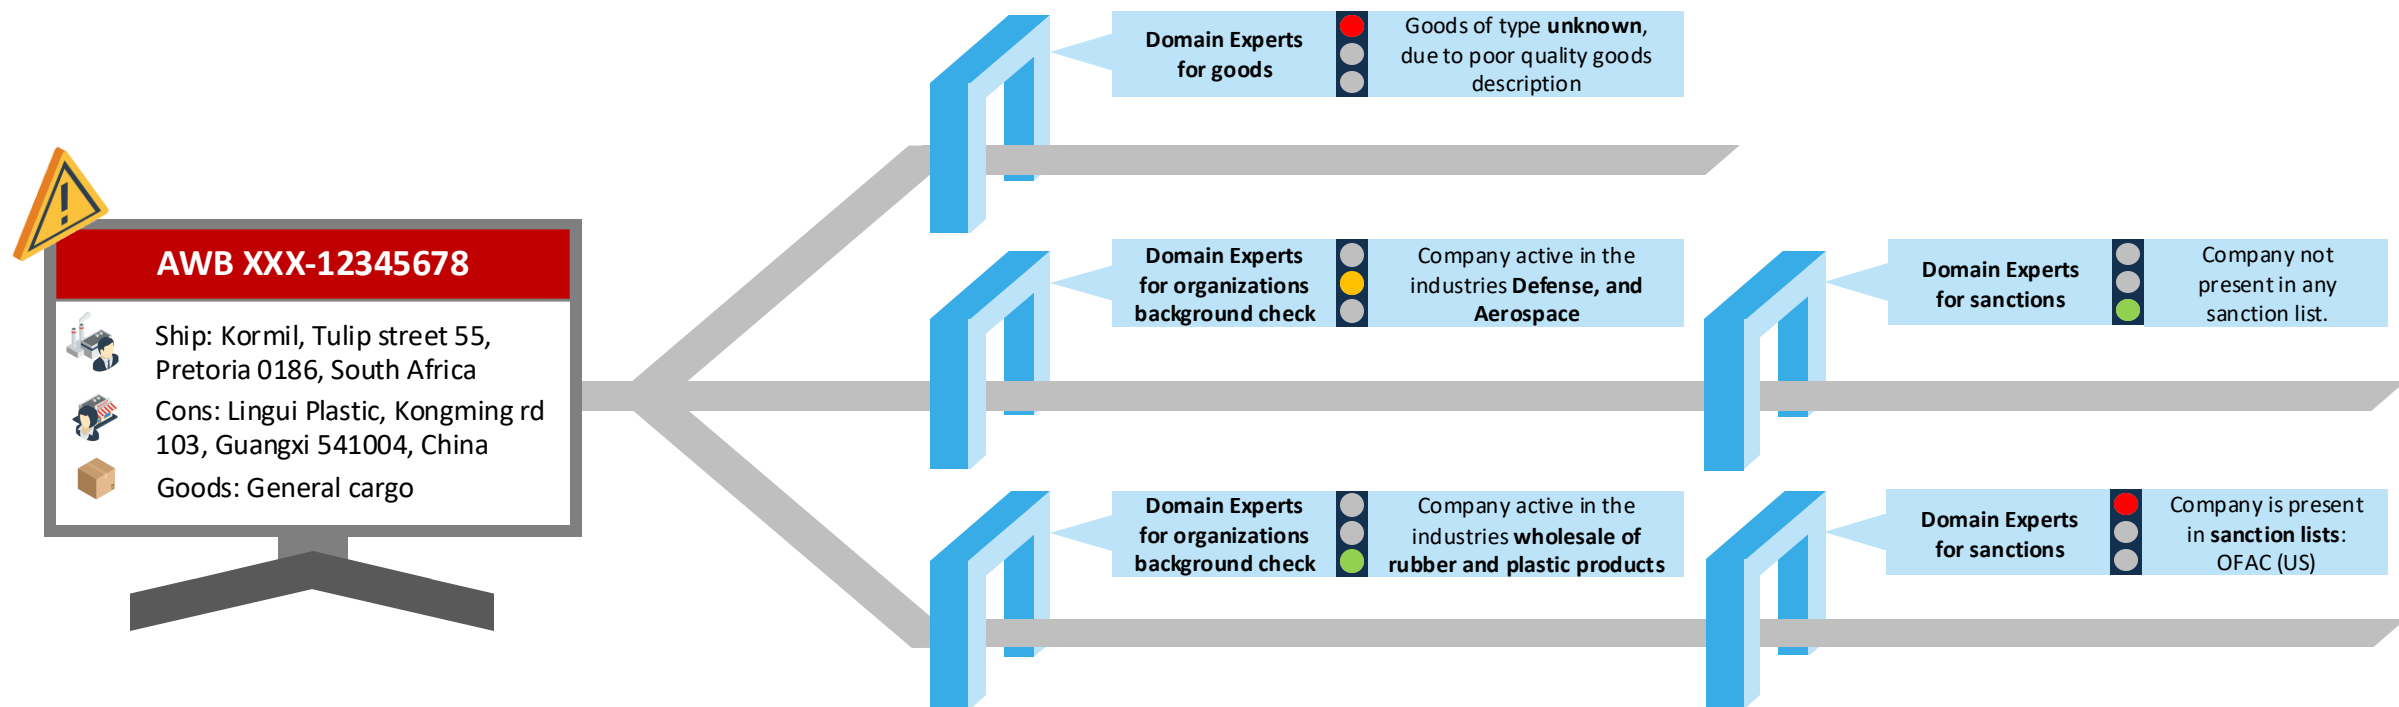 AWB XXX-12345678
Ship: Kormil, Tulip street 55,
Pretoria 0186, South Africa
Cons: Lingui Plastic, Kongming rd
103, Guangxi 541004, China
Goods: General cargo
Domain Experts
for goods
Goods of type unknown,
due to poor quality goods
description
Domain Experts
for organizations
background check
Company active in the
industries Defense, and
Aerospace
Domain Experts
for sanctions
Company not
present in any
sanction list.
Domain Experts
for organizations
background check
Company active in the
industries wholesale of
rubber and plastic products
Domain Experts
for sanctions
Company is present
in sanction lists:
OFAC (US)